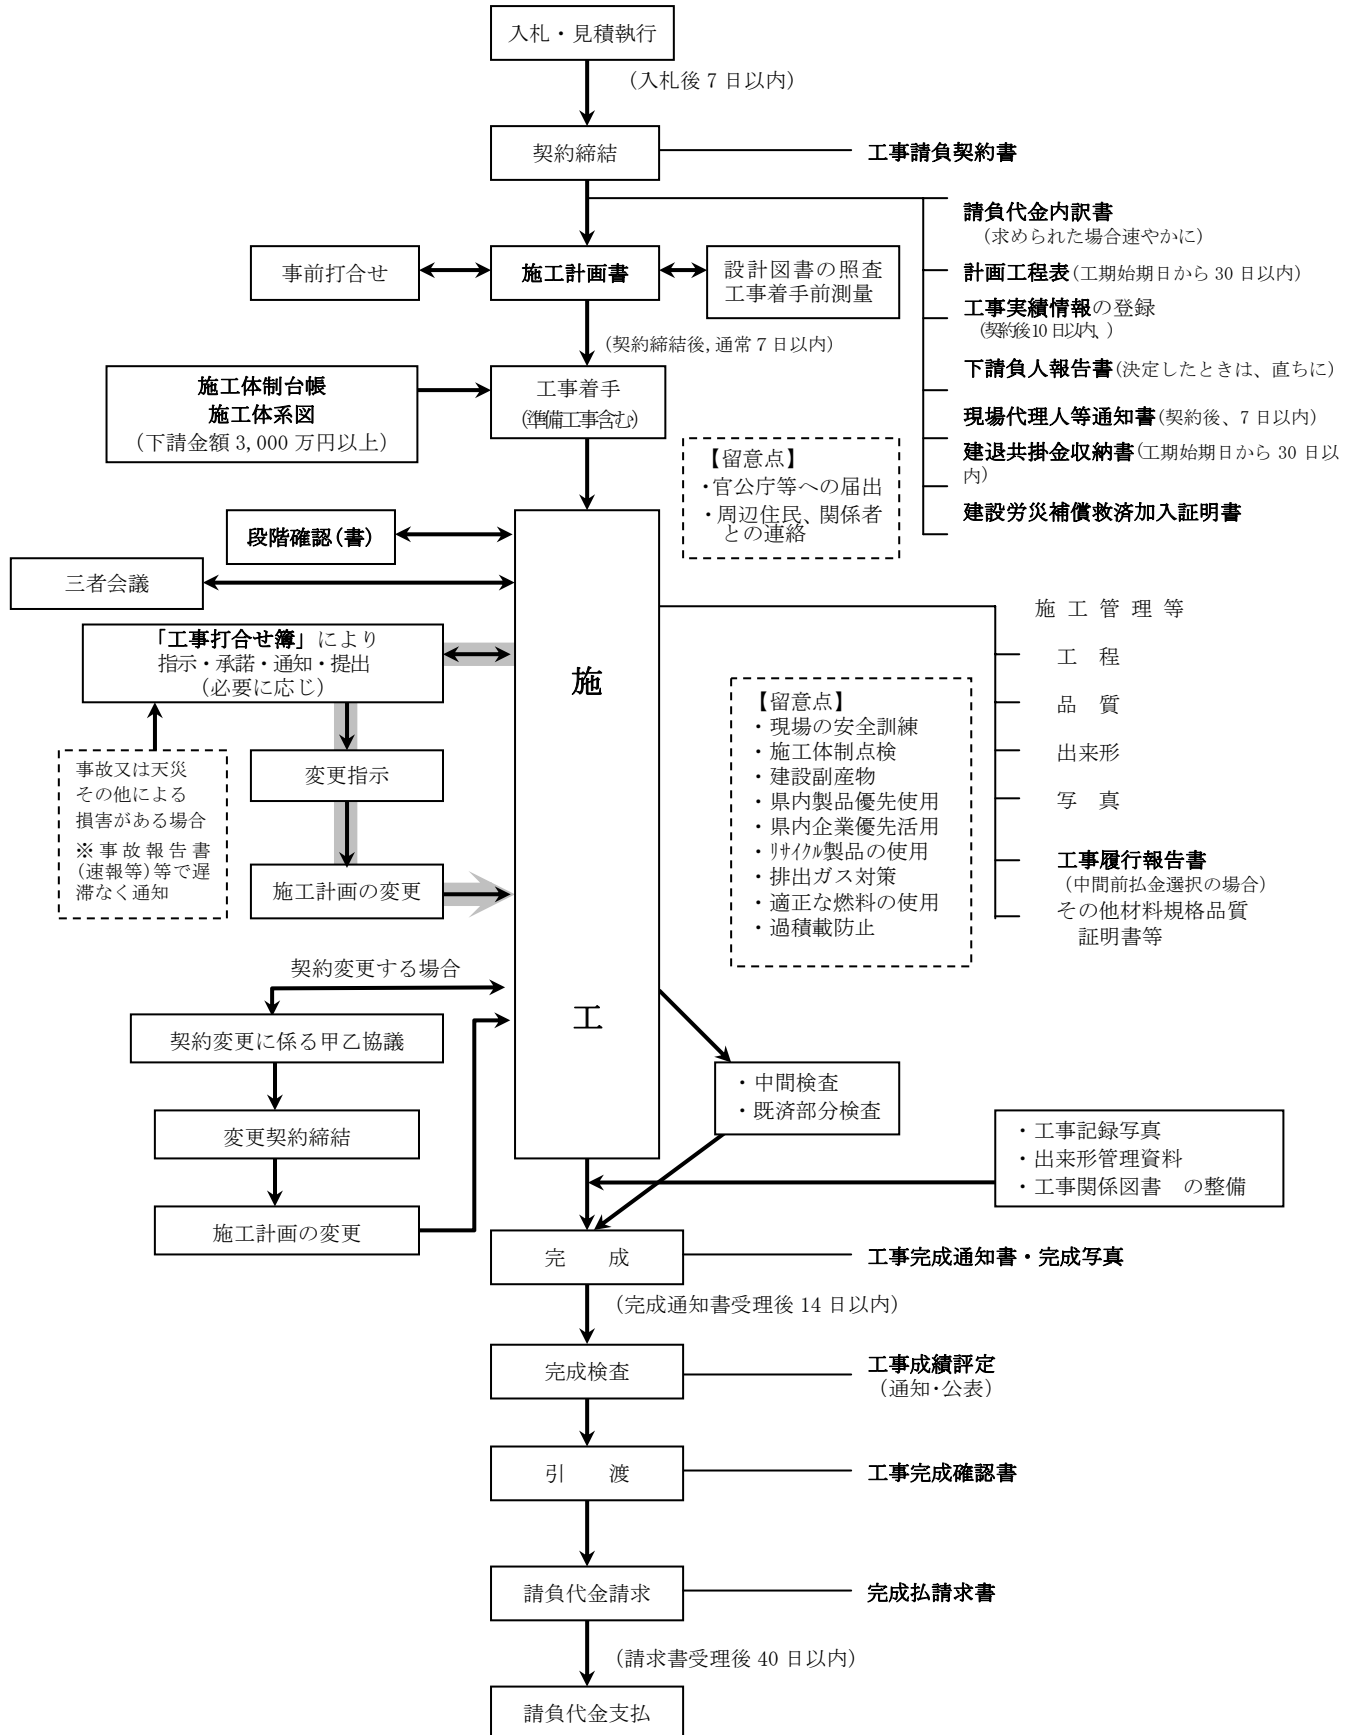 入札・見積執行
(入札後 7 日以内)
契約締結
工事請負契約書
請負代金内訳書
(求められた場合速やかに)
事前打合せ
施工計画書
設計図書の照査
工事着手前測量
計画工程表(工期始期日から 30 日以内)
工事実績情報の登録
(契約後10日以内、)
(契約締結後,通常 7 日以内)
下請負人報告書(決定したときは、直ちに)
施工体制台帳
施工体系図
(下請金額 3,000 万円以上)
工事着手
(準備工事含む)
現場代理人等通知書(契約後、7 日以内)
建退共掛金収納書(工期始期日から 30 日以
内)
建設労災補償救済加入証明書
【留意点】
・官公庁等への届出
・周辺住民、関係者
との連絡
段階確認(書)
三者会議
施
工
「工事打合せ簿」により
指示・承諾・通知・提出
(必要に応じ)
施 工 管 理 等
工　程
品　質
出来形
写　真
工事履行報告書
(中間前払金選択の場合)
その他材料規格品質
証明書等
【留意点】
・現場の安全訓練
・施工体制点検
・建設副産物
・県内製品優先使用
・県内企業優先活用
・ﾘｻｲｸﾙ製品の使用
・排出ガス対策
・適正な燃料の使用
・過積載防止
事故又は天災
その他による
損害がある場合
※事故報告書
(速報等)等で遅
滞なく通知
変更指示
施工計画の変更
契約変更する場合
契約変更に係る甲乙協議
変更契約締結
施工計画の変更
・中間検査
・既済部分検査
・工事記録写真
・出来形管理資料
・工事関係図書　の整備
完　　成
工事完成通知書・完成写真
(完成通知書受理後 14 日以内)
完成検査
工事成績評定
(通知・公表)
引　　渡
工事完成確認書
請負代金請求
完成払請求書
(請求書受理後 40 日以内)
請負代金支払